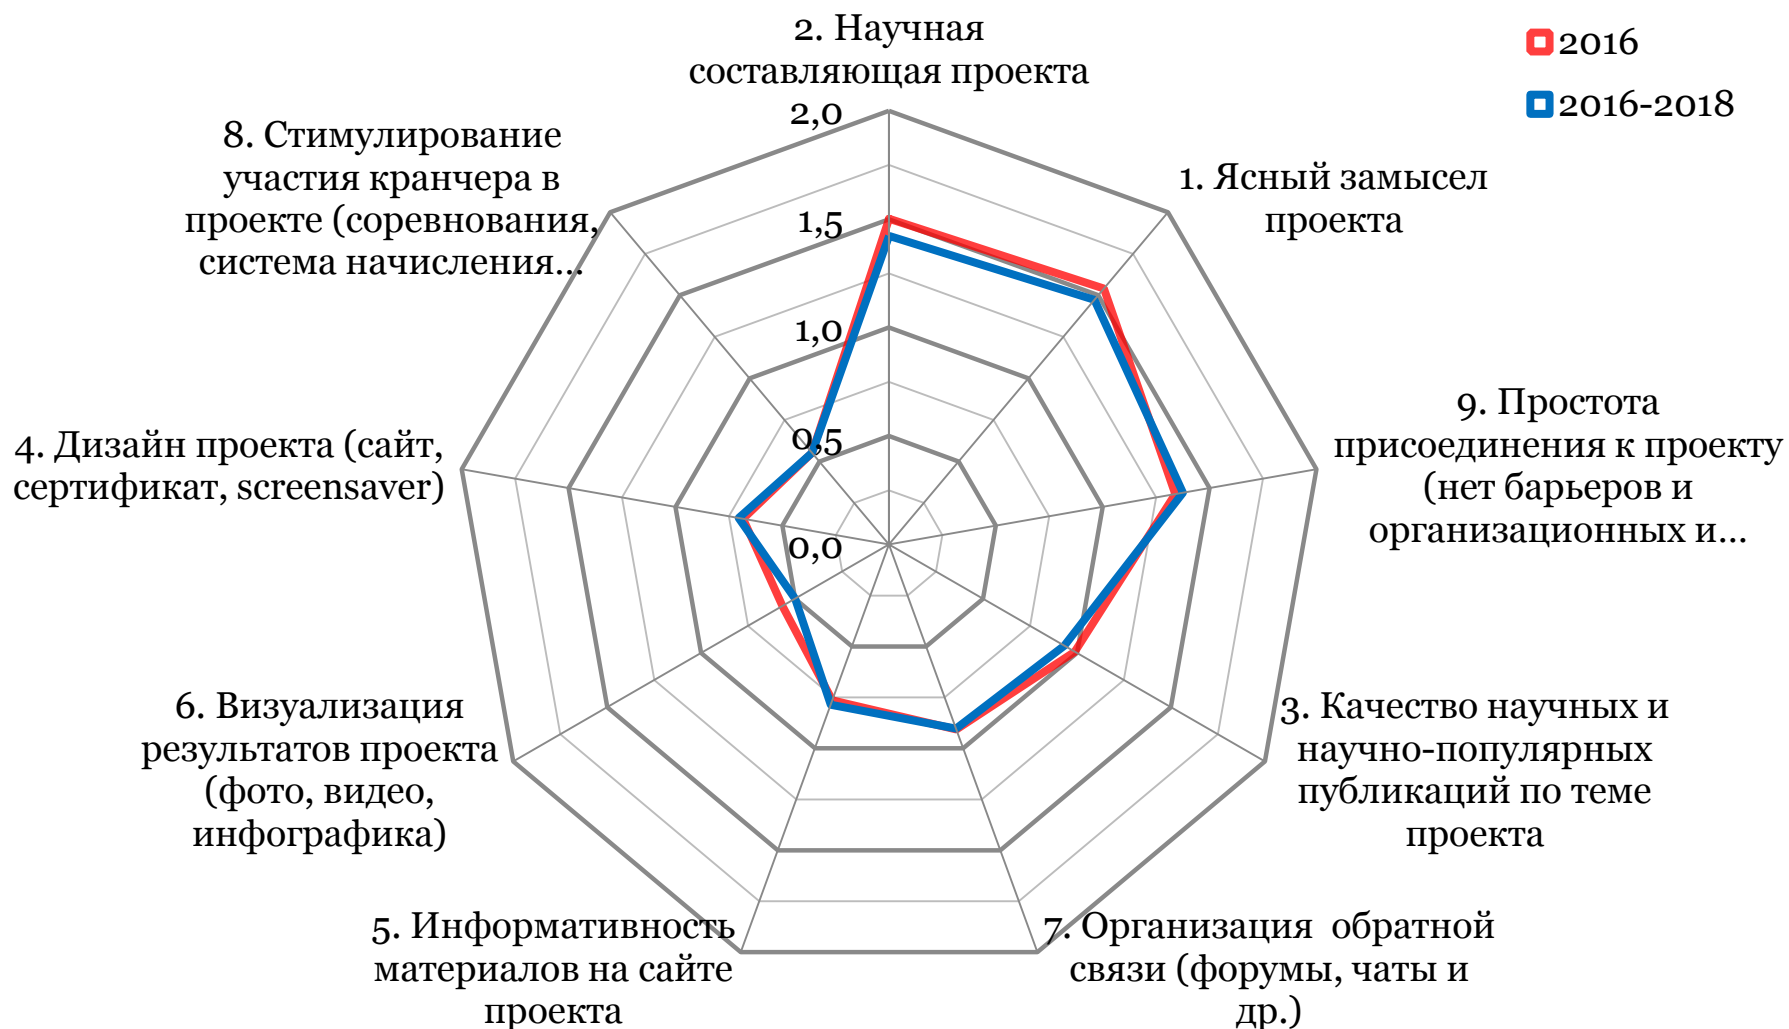 2. Научная
составляющая проекта
2016
2016-2018
2,0
1,5
1,0
0,5
0,0
1. Ясный замысел
проекта
9. Простота
присоединения к проекту
(нет барьеров и
организационных и...
3. Качество научных и
научно-популярных
публикаций по теме
проекта
7. Организация  обратной
связи (форумы, чаты и
др.)
5. Информативность
материалов на сайте
проекта
6. Визуализация
результатов проекта
(фото, видео,
инфографика)
4. Дизайн проекта (сайт,
сертификат, screensaver)
8. Стимулирование
участия кранчера в
проекте (соревнования,
система начисления...